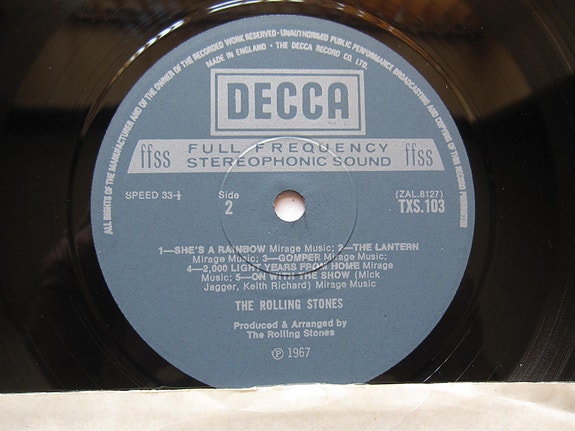 ALL RIGHTS OF THE MANUFACTURER AND OF THE OWNER OF THE RECORDED WORK RESERVED · UNAUTHORISED PUBLIC PERFORMANCE BROADCASTING AND COPYING OF THIS RECORD PROHIBITED
MADE IN ENGLAND · THE DECCA RECORD CO. LTD.
DECCA
ffss FULL FREQUENCY STEREOPHONIC SOUND ffss
SPEED 33-⅓
Side
2
(ZAL.8127)
TXS.103
1—SHE'S A RAINBOW Mirage Music; 2—THE LANTERN
Mirage Music; 3—GOMPER Mirage Music;
4—2,000 LIGHT YEARS FROM HOME Mirage
Music; 5—ON WITH THE SHOW (Mick
Jagger, Keith Richard) Mirage Music
THE ROLLING STONES
Produced & Arranged by
The Rolling Stones
℗ 1967